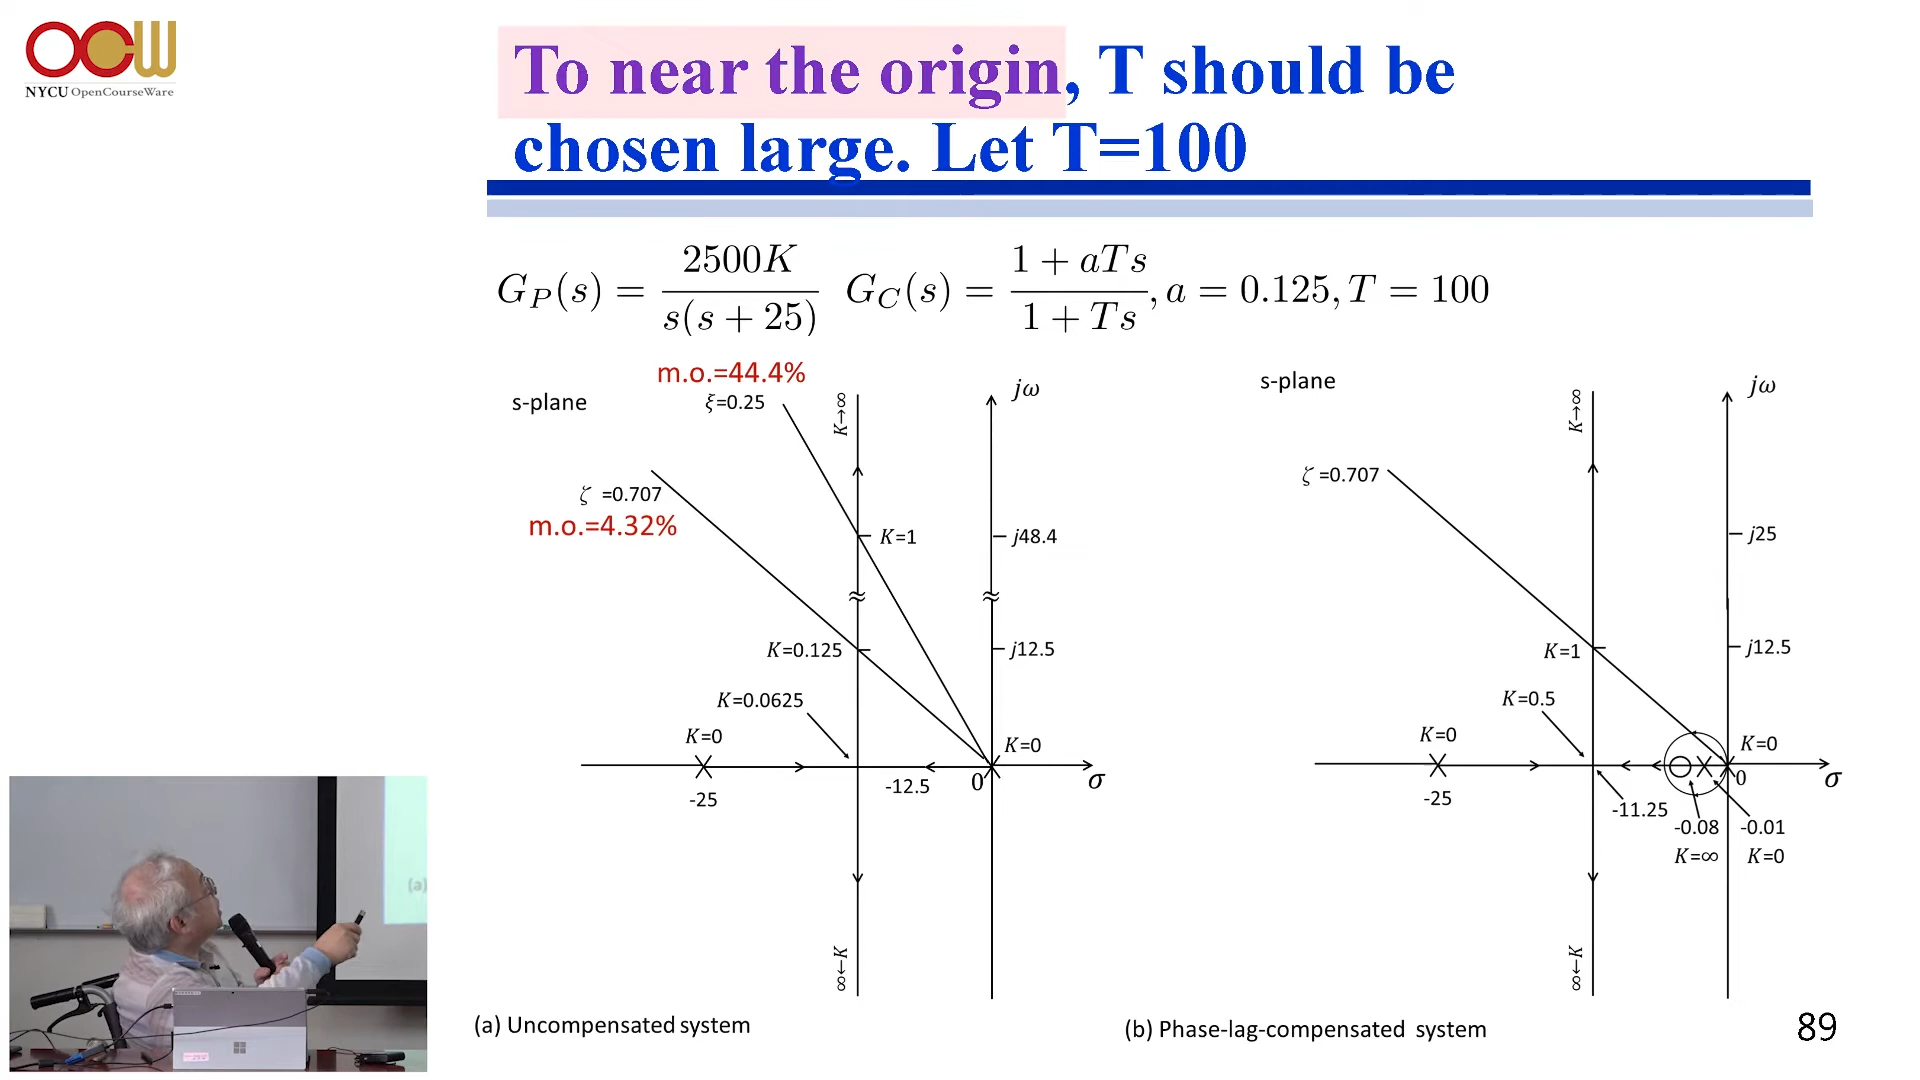 OCW
NYCU OpenCourseWare
To near the origin, T should be
chosen large. Let T=100
G_P(s) = 2500K / s(s + 25)  G_C(s) = 1 + aTs / 1 + Ts, a = 0.125, T = 100
m.o.=44.4%
s-plane
ξ=0.25
K→∞
jω
ζ =0.707
m.o.=4.32%
K=1
j48.4
K=0.125
j12.5
K=0.0625
K=0
K=0
-25
-12.5
0
σ
∞←K
(a) Uncompensated system
s-plane
K→∞
jω
ζ =0.707
j25
K=1
j12.5
K=0.5
K=0
K=0
-25
-11.25
0
σ
-0.08
-0.01
K=∞
K=0
∞←K
(b) Phase-lag-compensated system
89
(a)